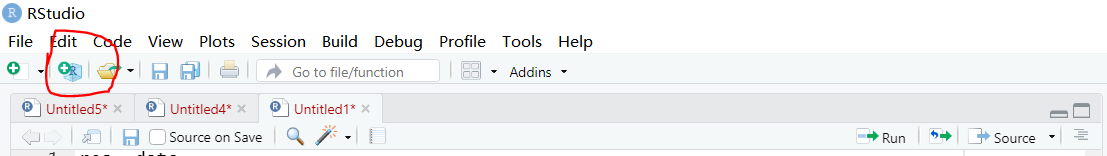 RStudio
File Edit Code View Plots Session Build Debug Profile Tools Help
Go to file/function Addins
Untitled5* Untitled4* Untitled1*
Source on Save Run Source